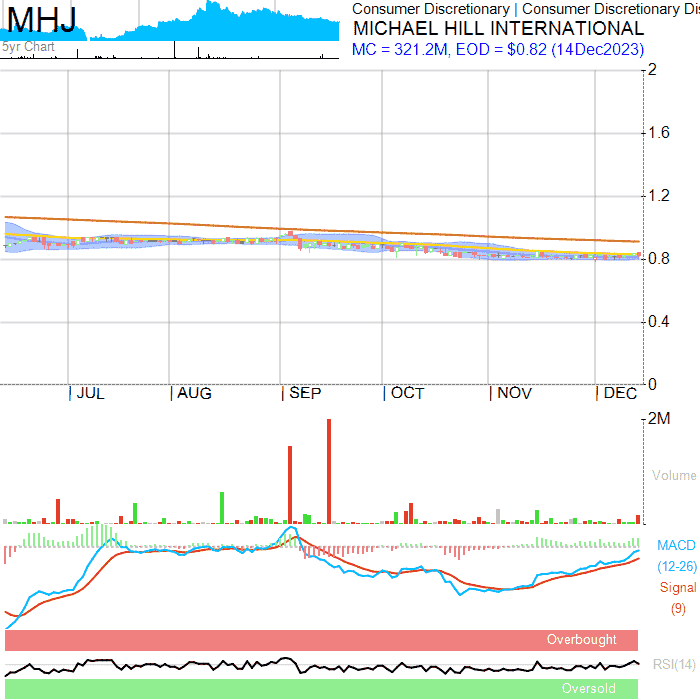 MHJ
5yr Chart
Consumer Discretionary | Consumer Discretionary Dis
MICHAEL HILL INTERNATIONAL
MC = 321.2M, EOD = $0.82 (14Dec2023)
2
1.6
1.2
0.8
0.4
0
| JUL | AUG | SEP | OCT | NOV | DEC
2M
Volume
MACD
(12-26)
Signal
(9)
Overbought
RSI(14)
Oversold